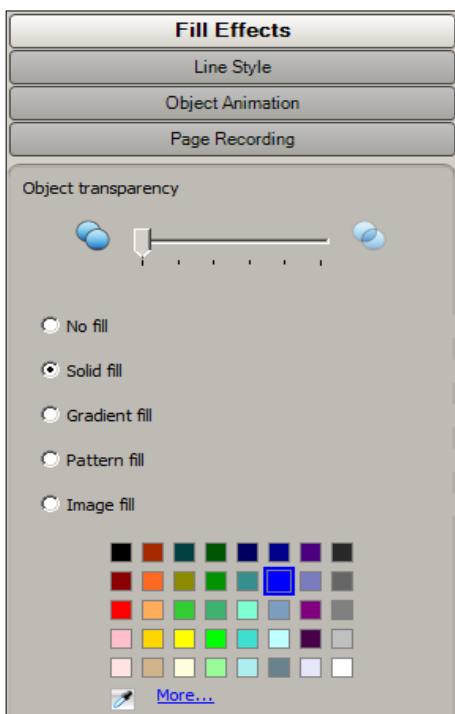 Fill Effects
Line Style
Object Animation
Page Recording
Object transparency
No fill
Solid fill
Gradient fill
Pattern fill
Image fill
More...